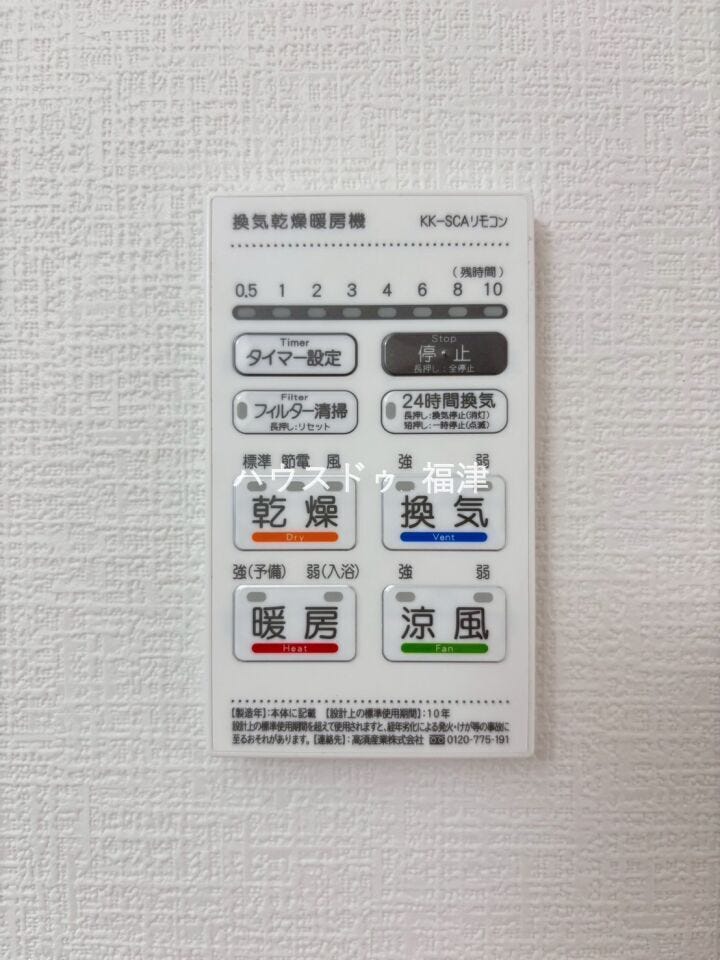 換気乾燥暖房機 KK-SCAリモコン
(残時間)
0.5 1 2 3 4 6 8 10
Timer
タイマー設定
Stop
停・止
長押し:全停止
Filter
フィルター清掃
長押し:リセット
24時間換気
長押し:換気停止(消灯)
短押し:一時停止(点滅)
標準 節電 風
強 弱
ハウスドゥ 福津
乾燥
Dry
換気
Vent
強(予備) 弱(入浴)
強 弱
暖房
Heat
涼風
Fan
【製造年】:本体に記載 【設計上の標準使用期間】:10年
設計上の標準使用期間を超えて使用されますと、経年劣化による発火・けが等の事故に
至るおそれがあります。【連絡先】:高須産業株式会社 0120-775-191